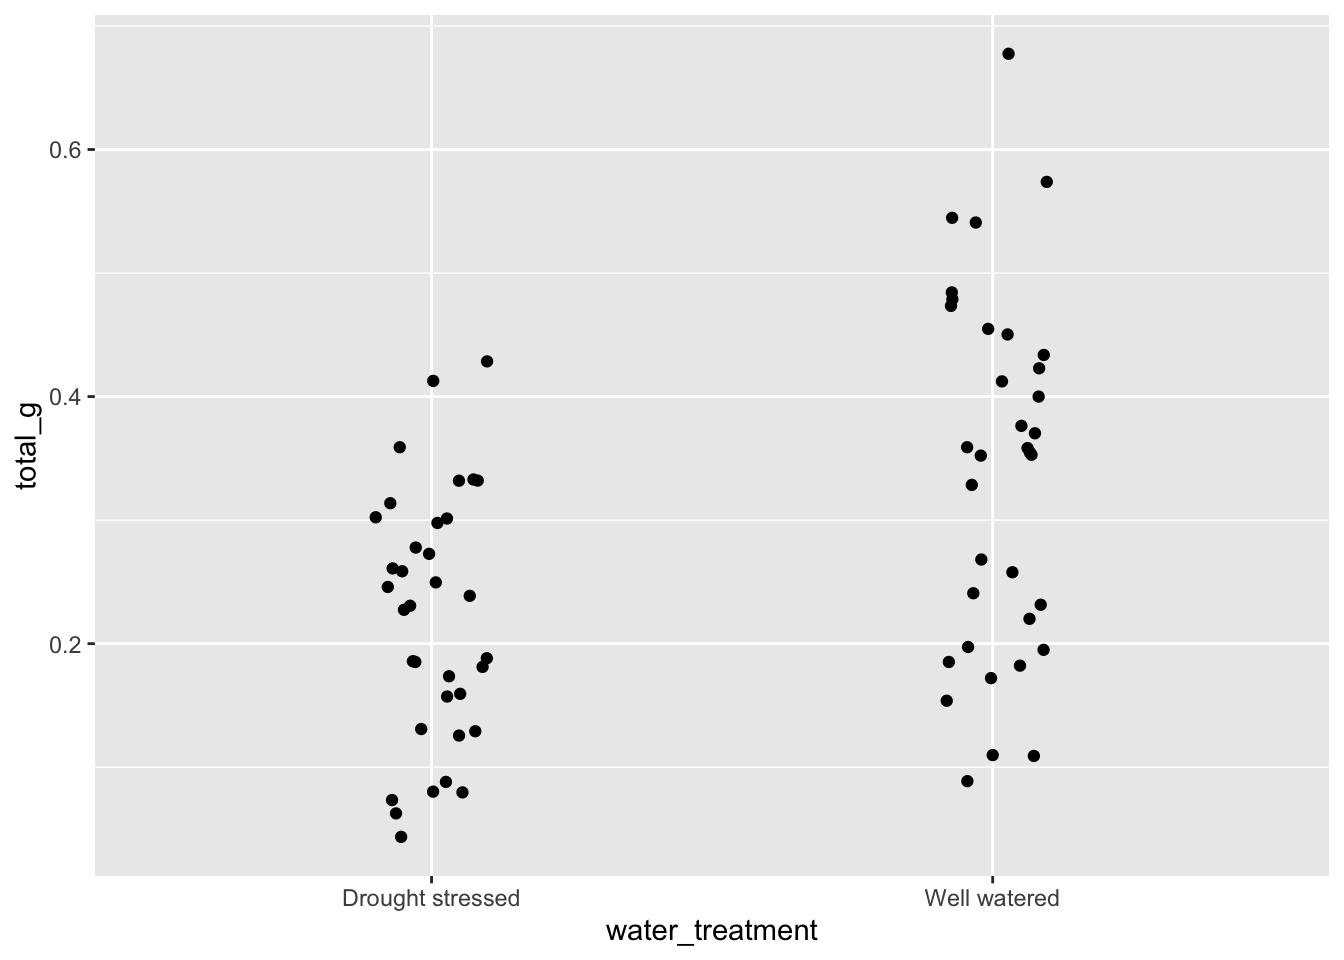 total_g
0.6
0.4
0.2
Drought stressed
Well watered
water_treatment